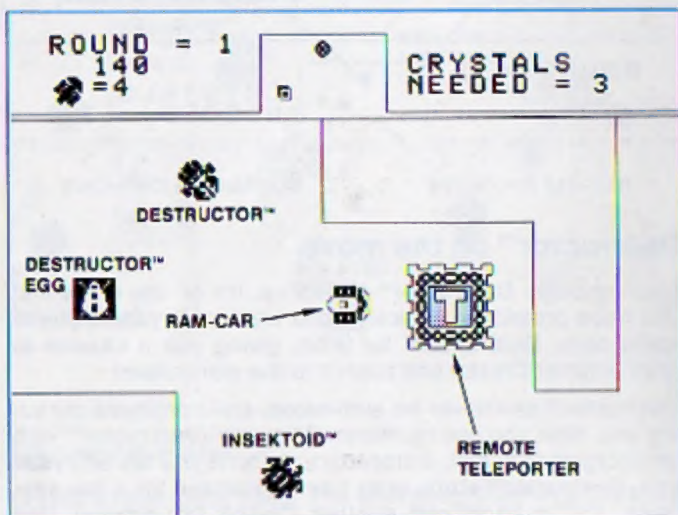 ROUND = 1
140
=4
CRYSTALS
NEEDED = 3
DESTRUCTOR™
DESTRUCTOR™
EGG
RAM-CAR
T
INSEKTOID™
REMOTE
TELEPORTER